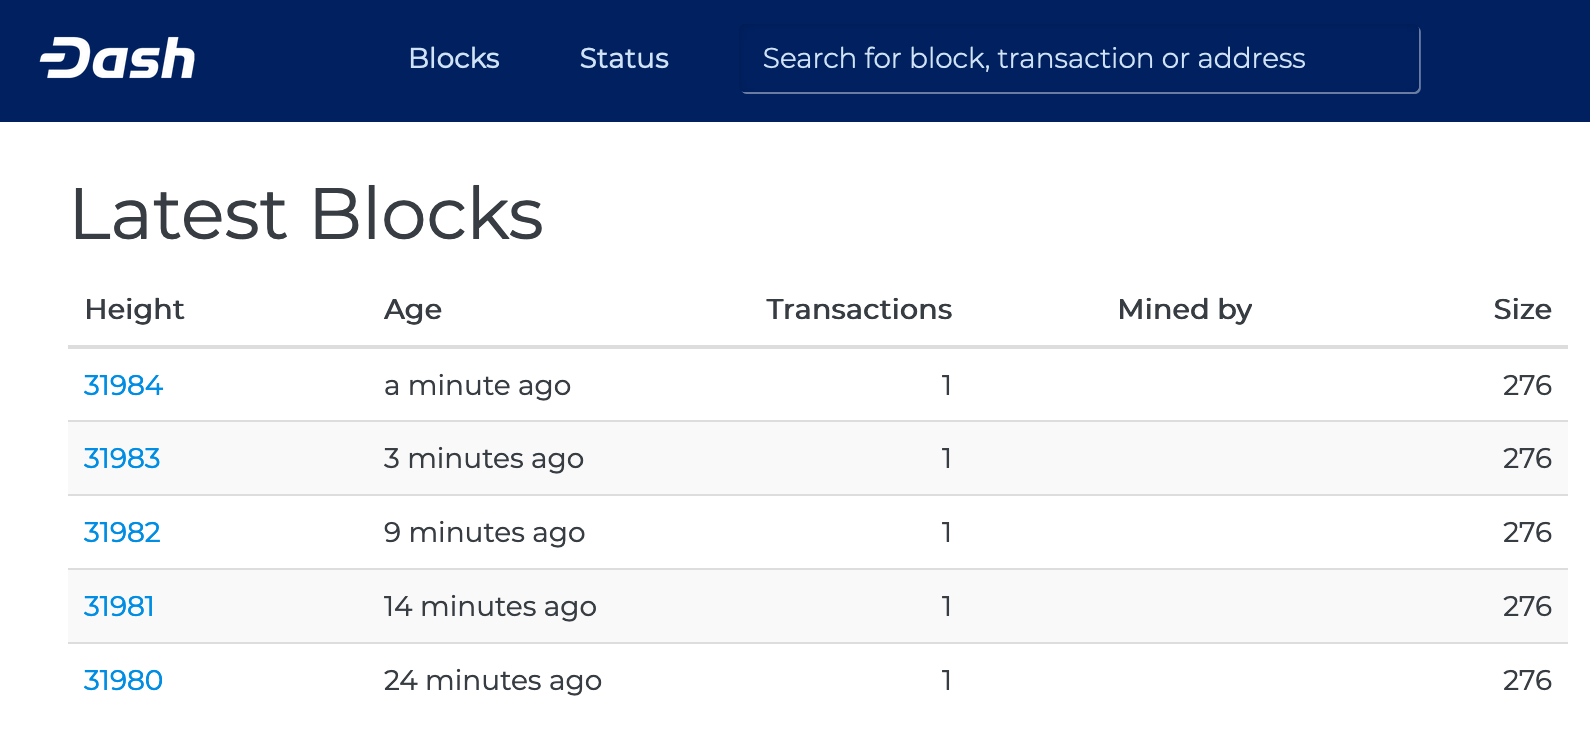 Dash Blocks Status Search for block, transaction or address
Latest Blocks
Height Age Transactions Mined by Size
31984 a minute ago 1 276
31983 3 minutes ago 1 276
31982 9 minutes ago 1 276
31981 14 minutes ago 1 276
31980 24 minutes ago 1 276